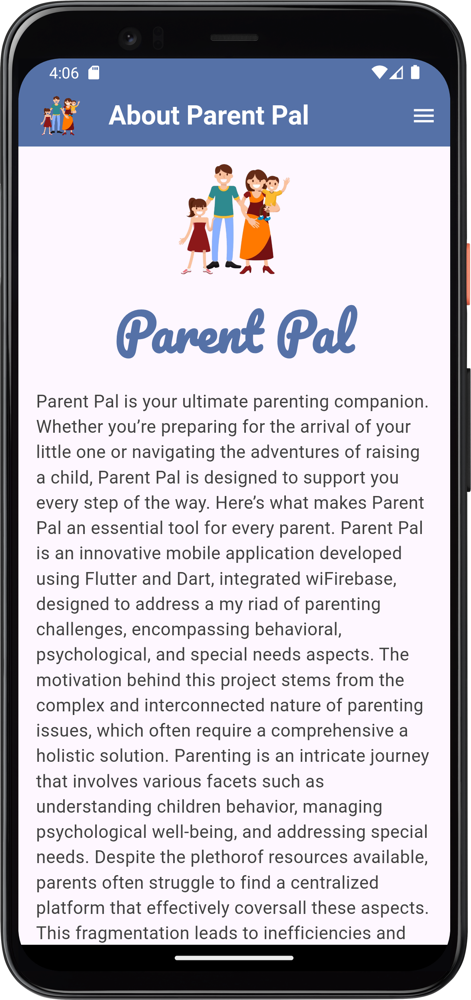 4:06
About Parent Pal
Parent Pal
Parent Pal is your ultimate parenting companion.
Whether you’re preparing for the arrival of your
little one or navigating the adventures of raising
a child, Parent Pal is designed to support you
every step of the way. Here’s what makes Parent
Pal an essential tool for every parent. Parent Pal
is an innovative mobile application developed
using Flutter and Dart, integrated wiFirebase,
designed to address a my riad of parenting
challenges, encompassing behavioral,
psychological, and special needs aspects. The
motivation behind this project stems from the
complex and interconnected nature of parenting
issues, which often require a comprehensive a
holistic solution. Parenting is an intricate journey
that involves various facets such as
understanding children behavior, managing
psychological well-being, and addressing special
needs. Despite the plethorof resources available,
parents often struggle to find a centralized
platform that effectively coversall these aspects.
This fragmentation leads to inefficiencies and